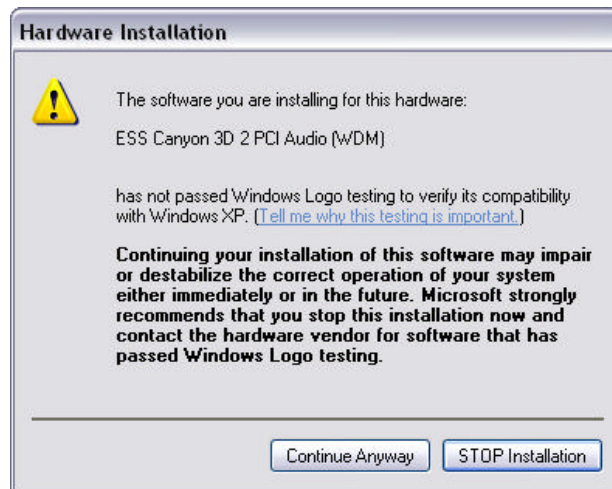 Hardware Installation
The software you are installing for this hardware:
ESS Canyon 3D 2 PCI Audio (WDM)
has not passed Windows Logo testing to verify its compatibility
with Windows XP. (Tell me why this testing is important.)
Continuing your installation of this software may impair
or destabilize the correct operation of your system
either immediately or in the future. Microsoft strongly
recommends that you stop this installation now and
contact the hardware vendor for software that has
passed Windows Logo testing.
Continue Anyway STOP Installation